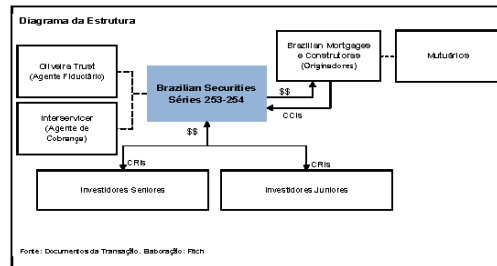 Diagrama da Estrutura
Oliveira Trust
(Agente Fiduciário)
Interservicer
(Agente de
Cobrança)
Brazilian Securities
Séries 253-254
Brazilian Mortgages
e Construtoras
(Originadores)
Mutuários
$$
CCIs
$$
CRIs
CRIs
Investidores Seniores
Investidores Juniores
Fonte: Documentos da Transação. Elaboração: Fitch